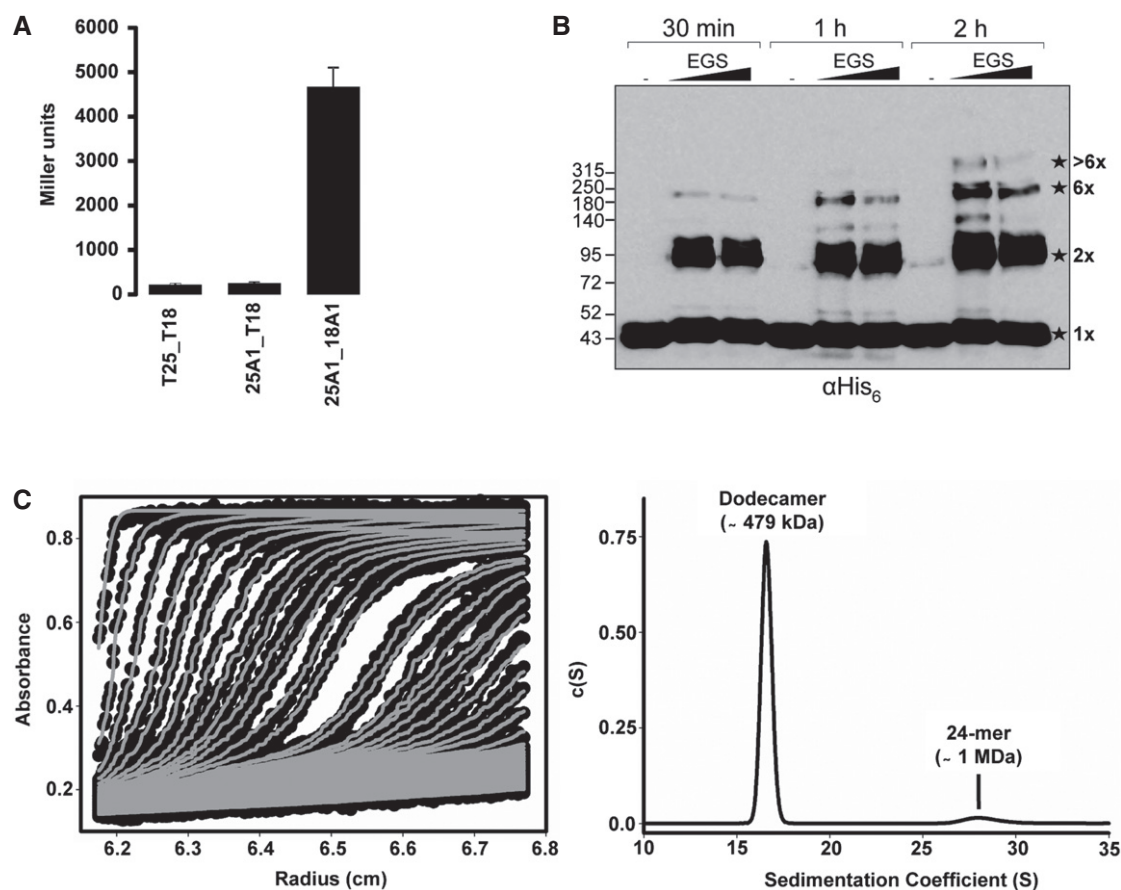 A
6000
5000
4000
3000
2000
1000
0
Miller units
T25_T18
25A1_T18
25A1_18A1
B
30 min 1 h 2 h
EGS EGS EGS
- - -
315
250
180
140
95
72
52
43
★ >6x
★ 6x
★ 2x
★ 1x
αHis6
C
0.8
0.6
0.4
0.2
Absorbance
6.2 6.3 6.4 6.5 6.6 6.7 6.8
Radius (cm)
Dodecamer
(~ 479 kDa)
24-mer
(~ 1 MDa)
0.75
0.50
0.25
0.0
c(S)
10 15 20 25 30 35
Sedimentation Coefficient (S)